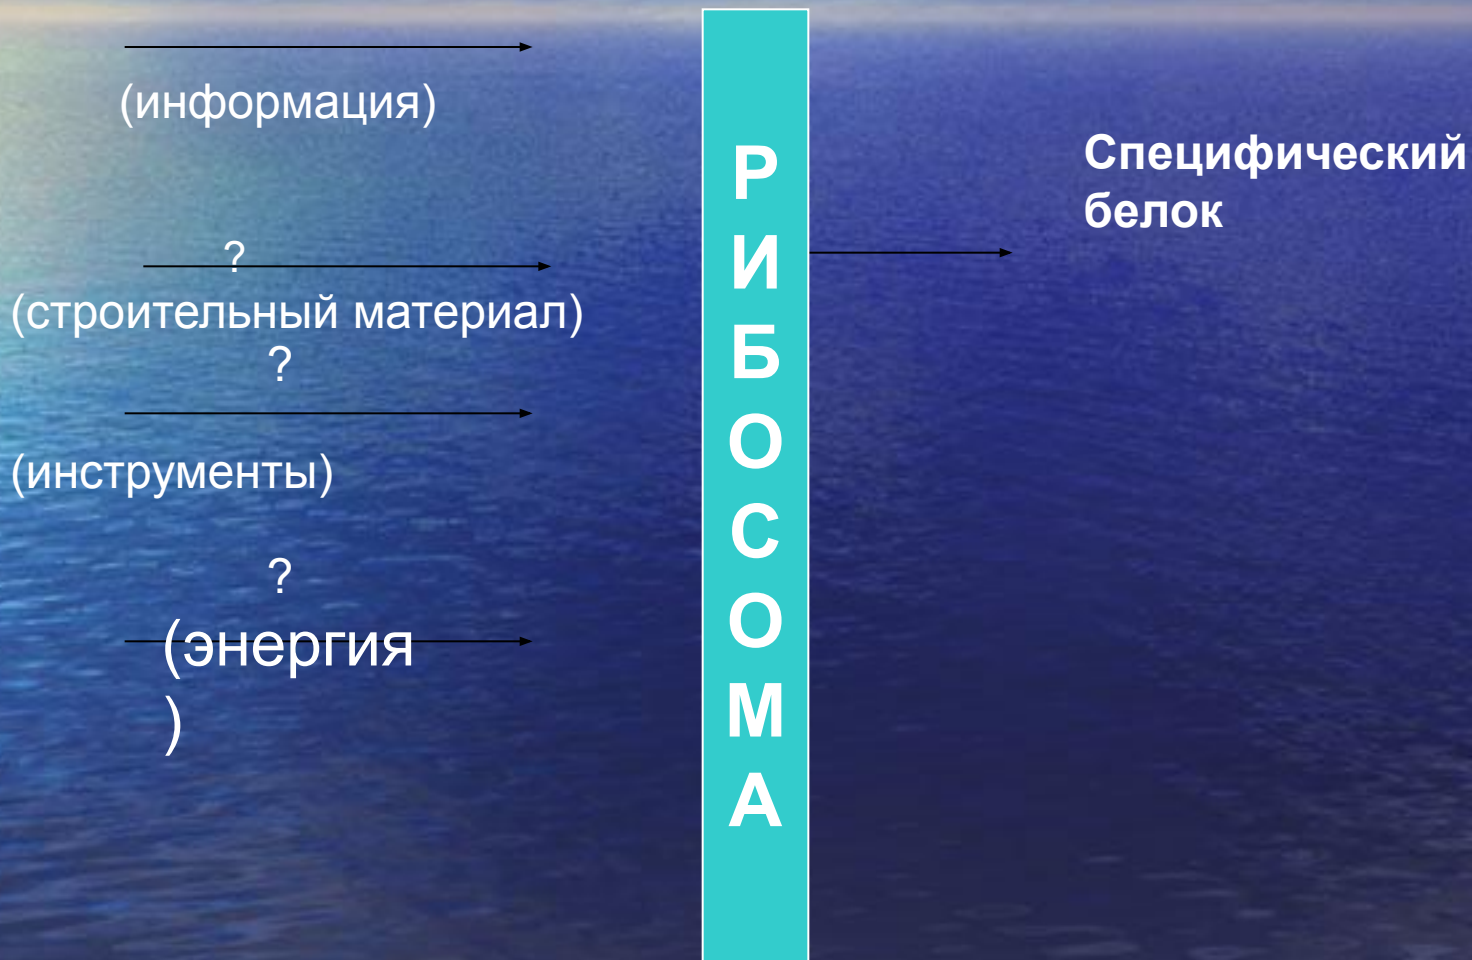 (информация)
?
(строительный материал)
?
(инструменты)
?
(энергия
)
Р
И
Б
О
С
О
М
А
Специфический
белок